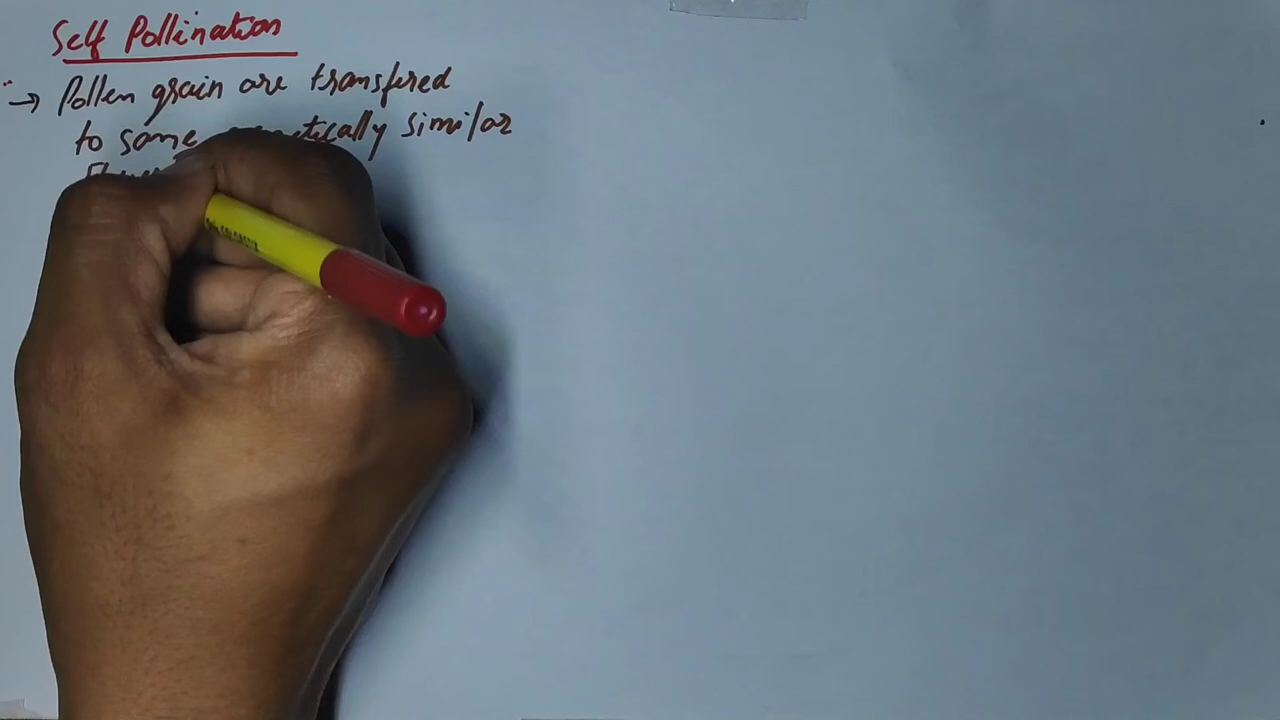 Self Pollination
→ Pollen grain are transfered
to same similar